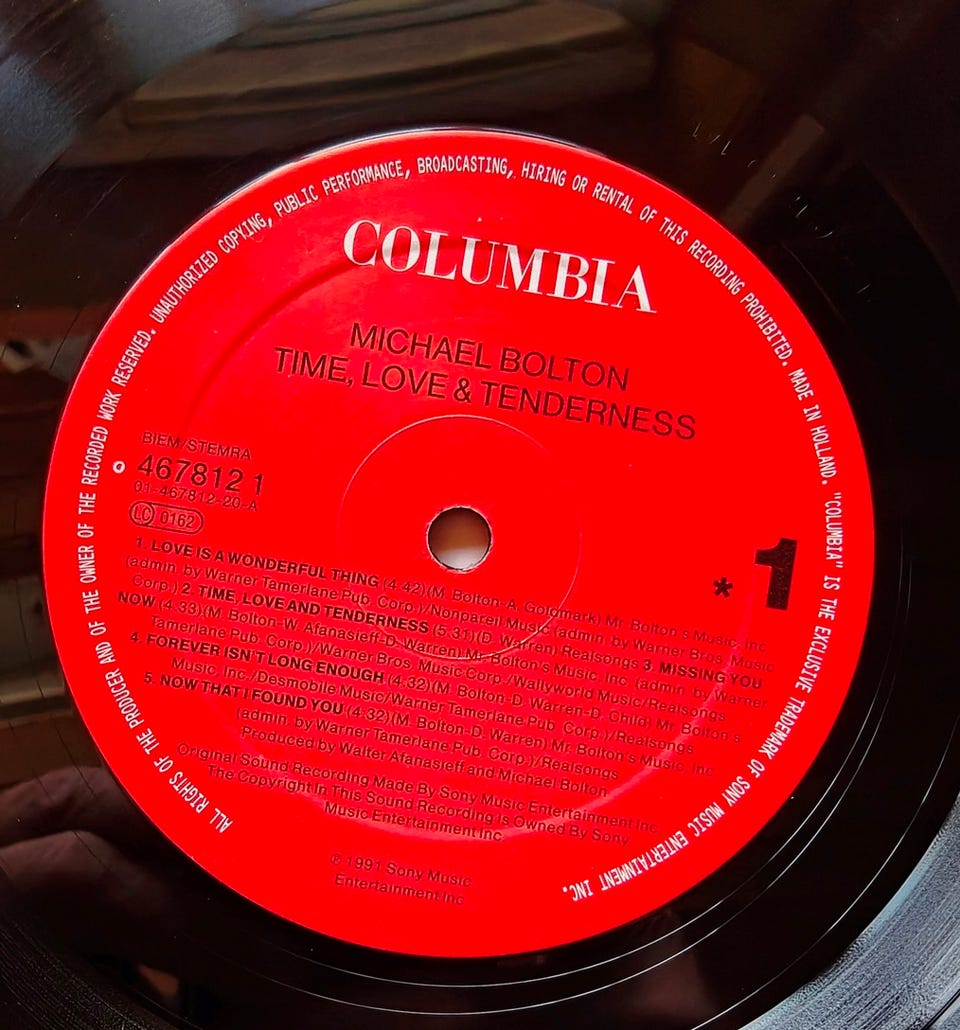 ALL RIGHTS OF THE PRODUCER AND OF THE OWNER OF THE RECORDED WORK RESERVED. UNAUTHORIZED COPYING, PUBLIC PERFORMANCE, BROADCASTING, HIRING OR RENTAL OF THIS RECORDING PROHIBITED. MADE IN HOLLAND. "COLUMBIA" IS THE EXCLUSIVE TRADEMARK OF SONY MUSIC ENTERTAINMENT INC.
COLUMBIA
MICHAEL BOLTON
TIME, LOVE & TENDERNESS
BIEM/STEMRA
℗ 467812 1
01-467812-20-A
LC 0162
* 1
1. LOVE IS A WONDERFUL THING (4:42)(M. Bolton-A. Goldmark) Mr. Bolton's Music, Inc.
(admin. by Warner Tamerlane Pub. Corp.)/Nonpareil Music (admin. by Warner Bros. Music
Corp.) 2. TIME, LOVE AND TENDERNESS (5:31)(D. Warren) Realsongs 3. MISSING YOU
NOW (4:33)(M. Bolton-W. Afanasieff-D. Warren) Mr. Bolton's Music, Inc. (admin. by Warner
Tamerlane Pub. Corp.)/Warner Bros. Music Corp./Wallyworld Music/Realsongs
4. FOREVER ISN'T LONG ENOUGH (4:32)(M. Bolton-D. Warren-D. Child) Mr. Bolton's
Music, Inc./Desmobile Music/Warner Tamerlane Pub. Corp.)/Realsongs
5. NOW THAT I FOUND YOU (4:32)(M. Bolton-D. Warren) Mr. Bolton's Music, Inc.
(admin. by Warner Tamerlane Pub. Corp.)/Realsongs
Produced by Walter Afanasieff and Michael Bolton
Original Sound Recording Made By Sony Music Entertainment Inc.
The Copyright In This Sound Recording Is Owned By Sony
Music Entertainment Inc.
℗ 1991 Sony Music
Entertainment Inc.